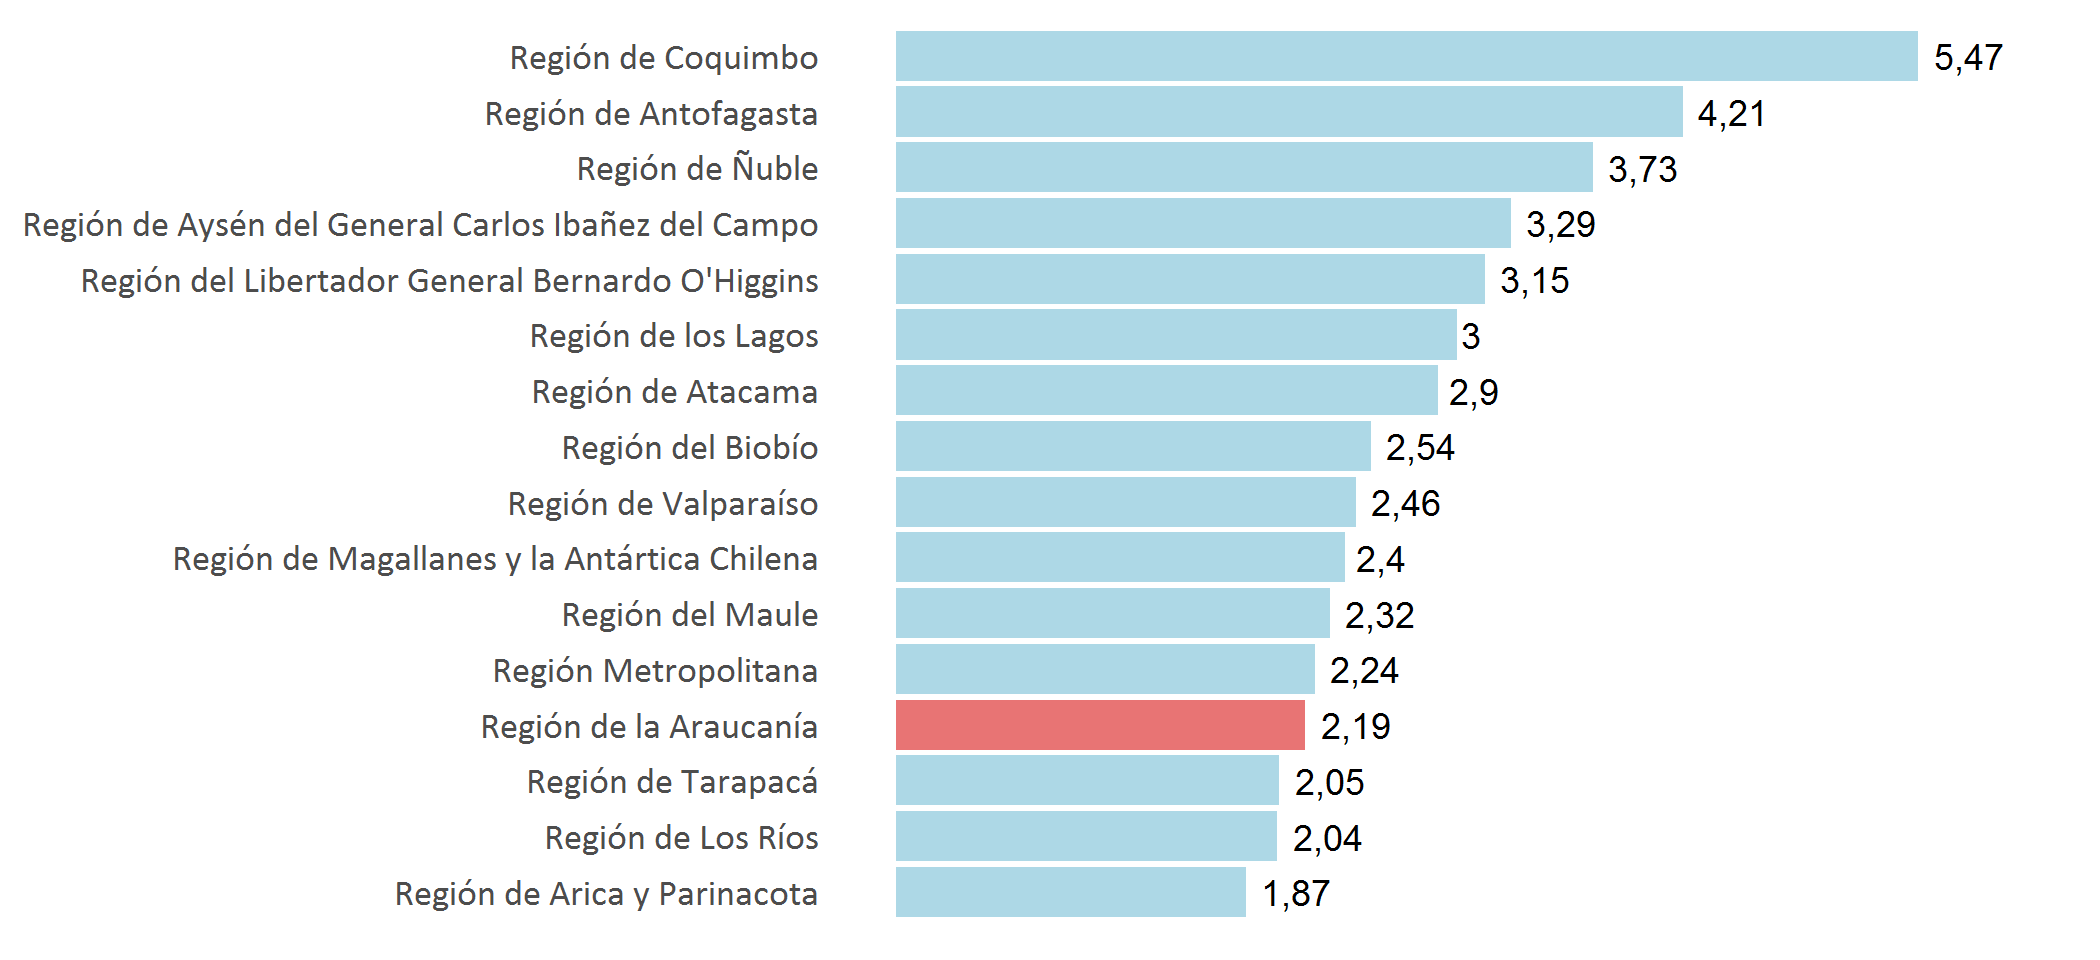 Región de Coquimbo 5,47
Región de Antofagasta 4,21
Región de Ñuble 3,73
Región de Aysén del General Carlos Ibañez del Campo 3,29
Región del Libertador General Bernardo O'Higgins 3,15
Región de los Lagos 3
Región de Atacama 2,9
Región del Biobío 2,54
Región de Valparaíso 2,46
Región de Magallanes y la Antártica Chilena 2,4
Región del Maule 2,32
Región Metropolitana 2,24
Región de la Araucanía 2,19
Región de Tarapacá 2,05
Región de Los Ríos 2,04
Región de Arica y Parinacota 1,87